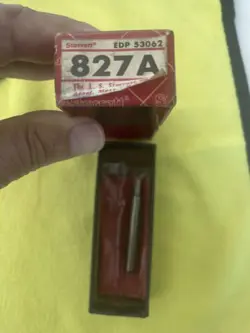 Starrett® EDP 53062
827A
The L. S. Starrett